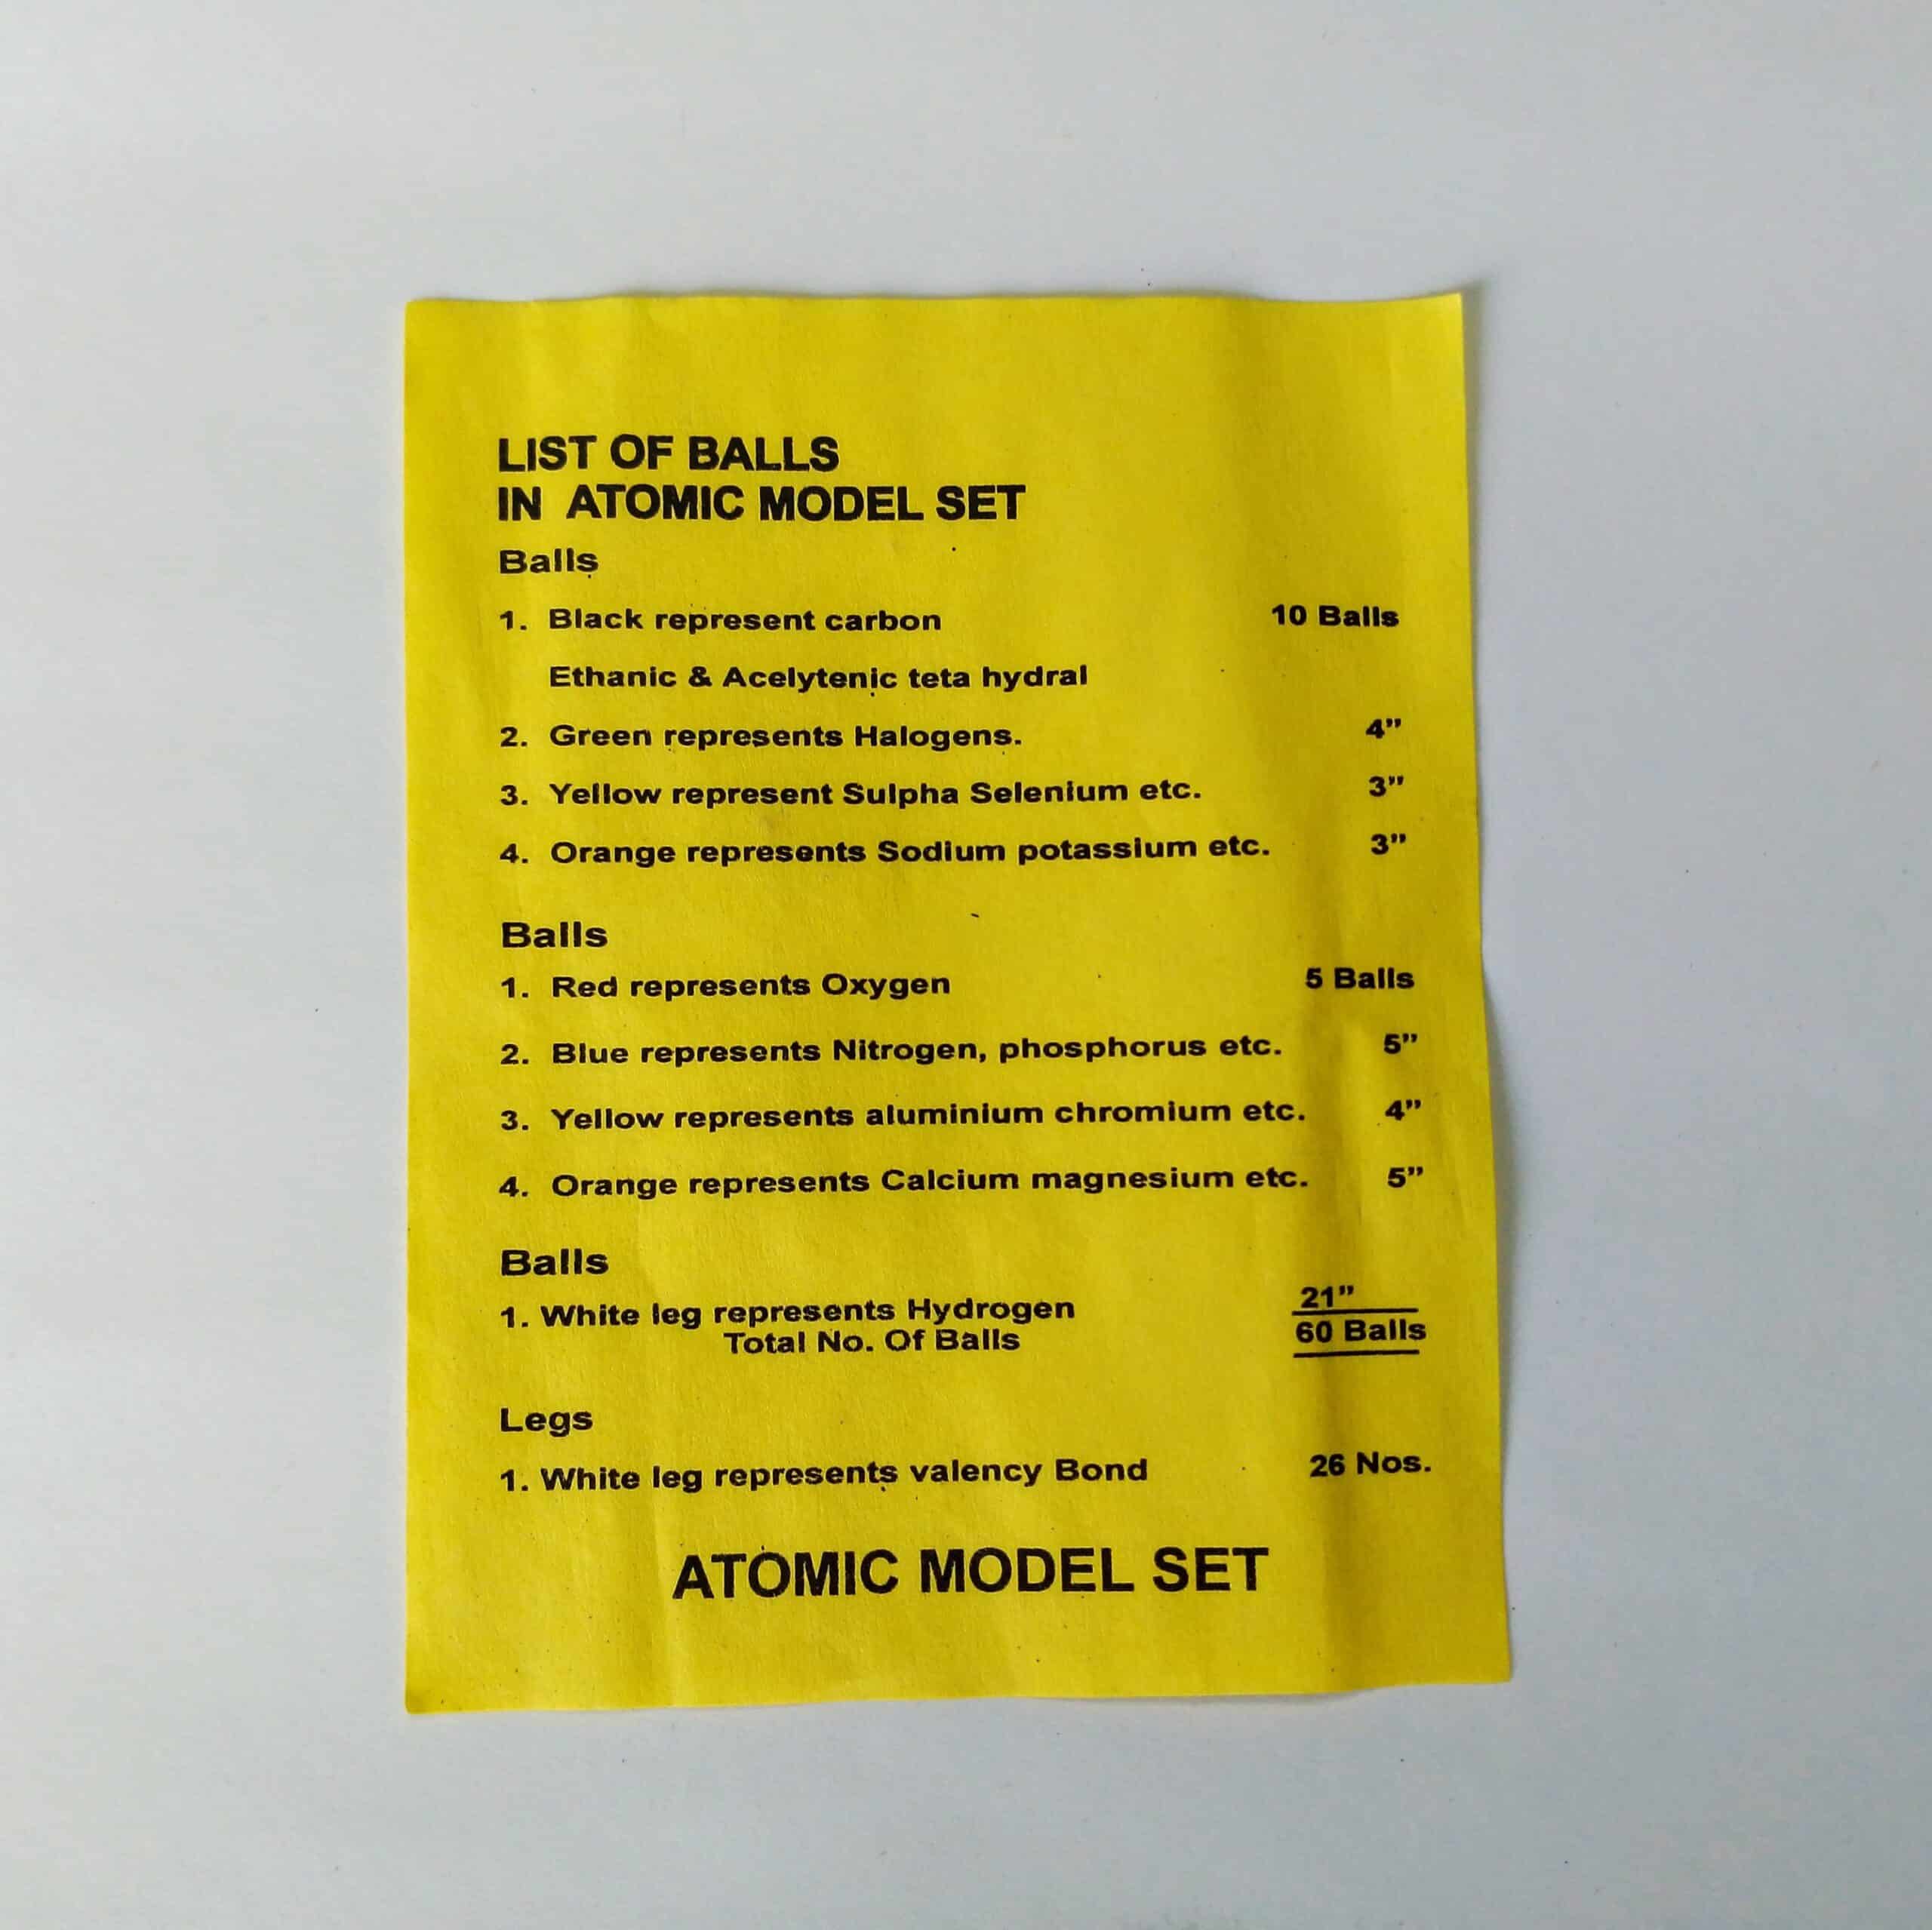 LIST OF BALLS
IN ATOMIC MODEL SET
Balls
1. Black represent carbon 10 Balls
Ethanic & Acelytenic teta hydral
2. Green represents Halogens. 4”
3. Yellow represent Sulpha Selenium etc. 3”
4. Orange represents Sodium potassium etc. 3”
Balls
1. Red represents Oxygen 5 Balls
2. Blue represents Nitrogen, phosphorus etc. 5”
3. Yellow represents aluminium chromium etc. 4”
4. Orange represents Calcium magnesium etc. 5”
Balls
1. White leg represents Hydrogen 21”
Total No. Of Balls 60 Balls
Legs
1. White leg represents valency Bond 26 Nos.
ATOMIC MODEL SET